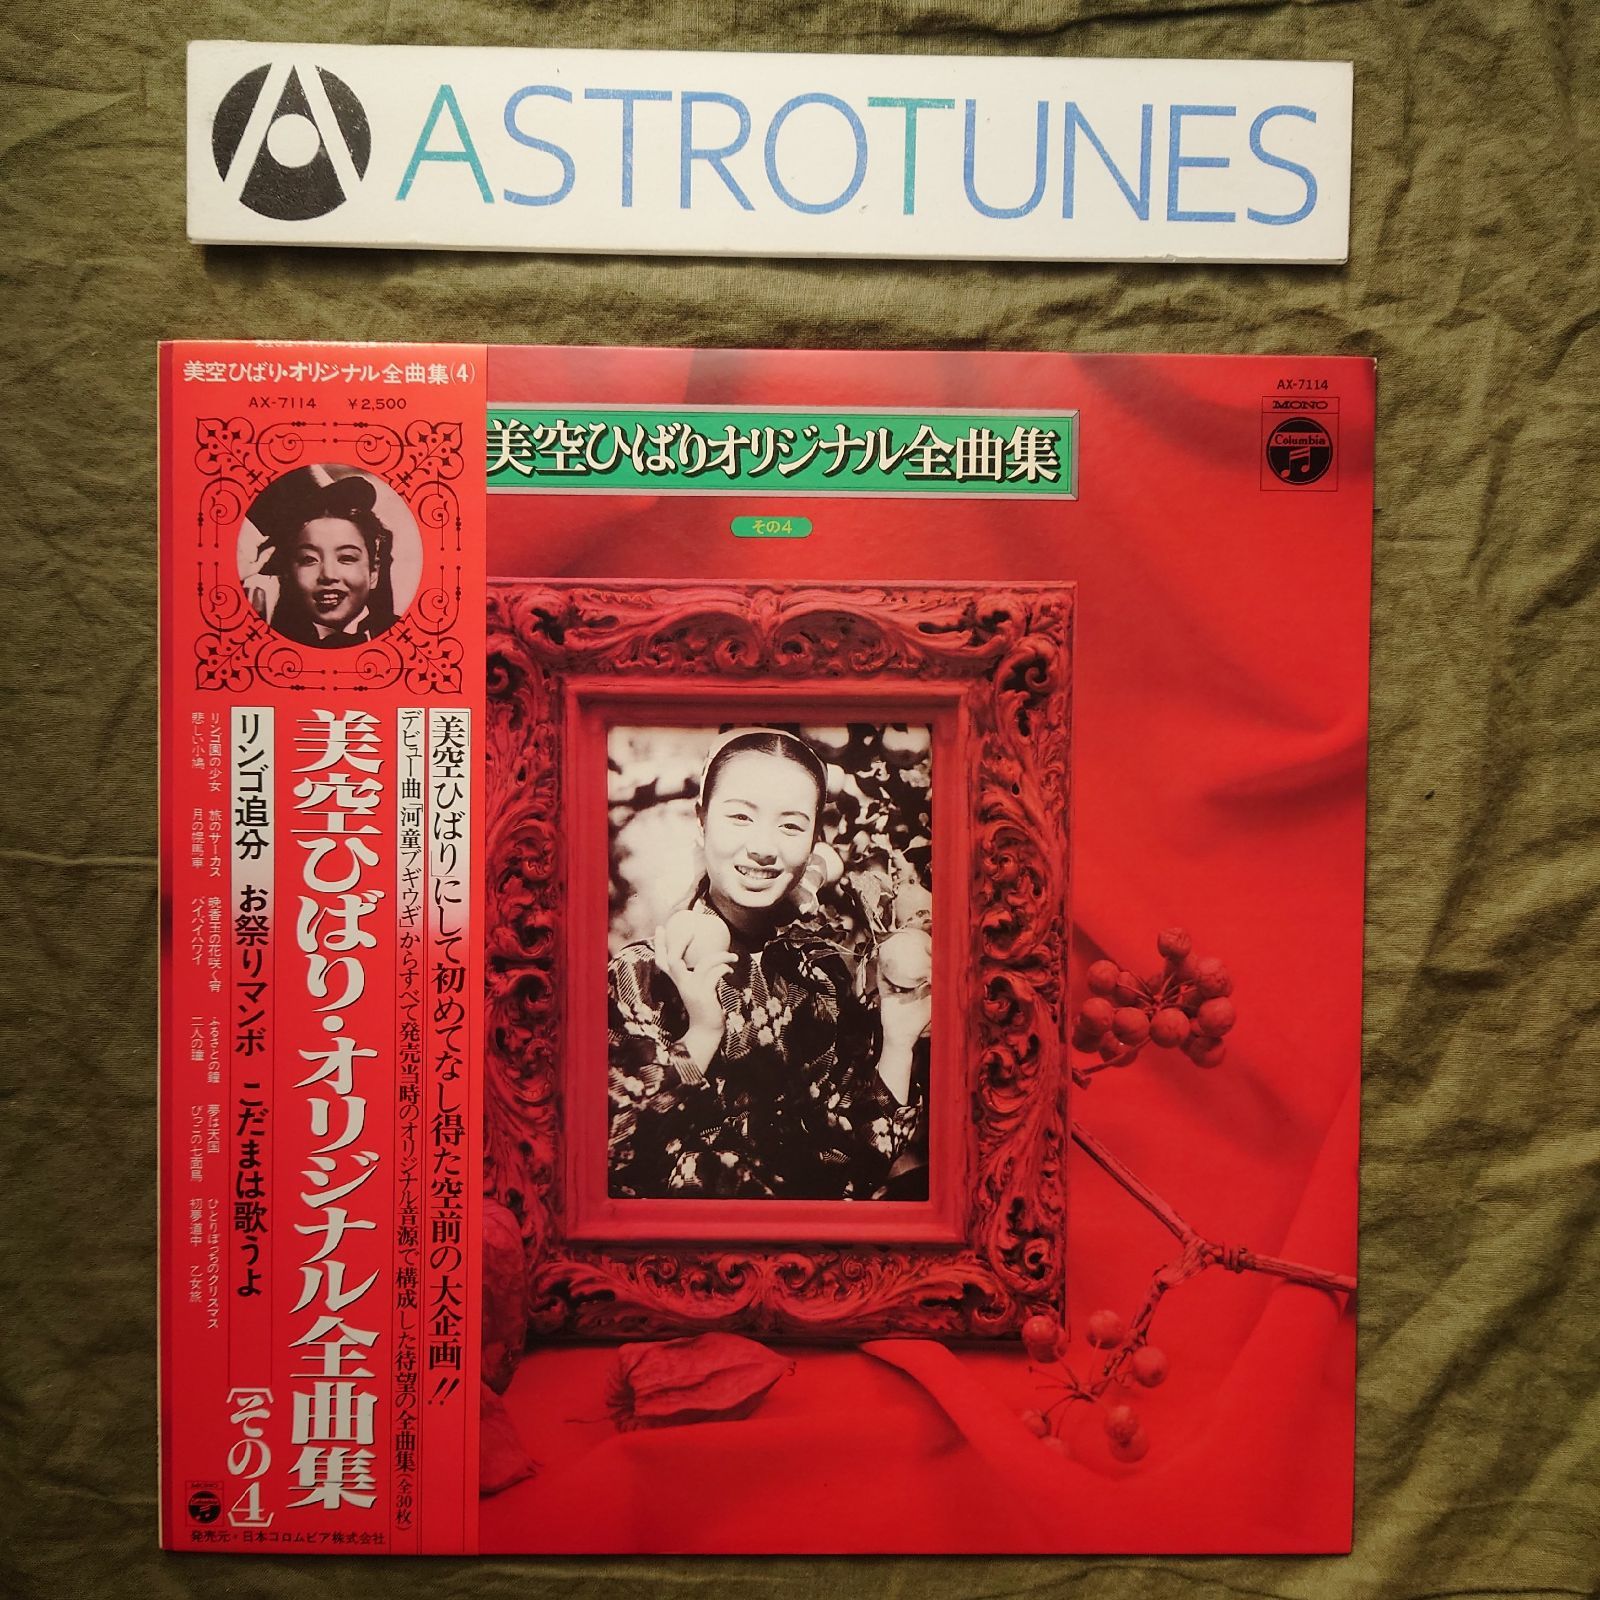 ASTROTUNES
美空ひばり・オリジナル全曲集(4)
AX-7114 ¥2,500
「美空ひばり」にして初めてなし得た空前の大企画!!
デビュー曲「河童ブギウギ」からすべて発売当時のオリジナル音源で構成した待望の全曲集(全30枚)
美空ひばり・オリジナル全曲集
[その4]
リンゴ追分 お祭りマンボ こだまは歌うよ
リンゴ園の少女 旅のサーカス 晩香玉の花咲く宵 ふるさとの鐘 夢は天国 ひとりぼっちのクリスマス
悲しい小鳩 月の幌馬車 バイバイハワイ 二人の瞳 びっこの七面鳥 初夢道中 乙女旅
MONO
Columbia
発売元・日本コロムビア株式会社
美空ひばりオリジナル全曲集
その4
AX-7114
MONO
Columbia